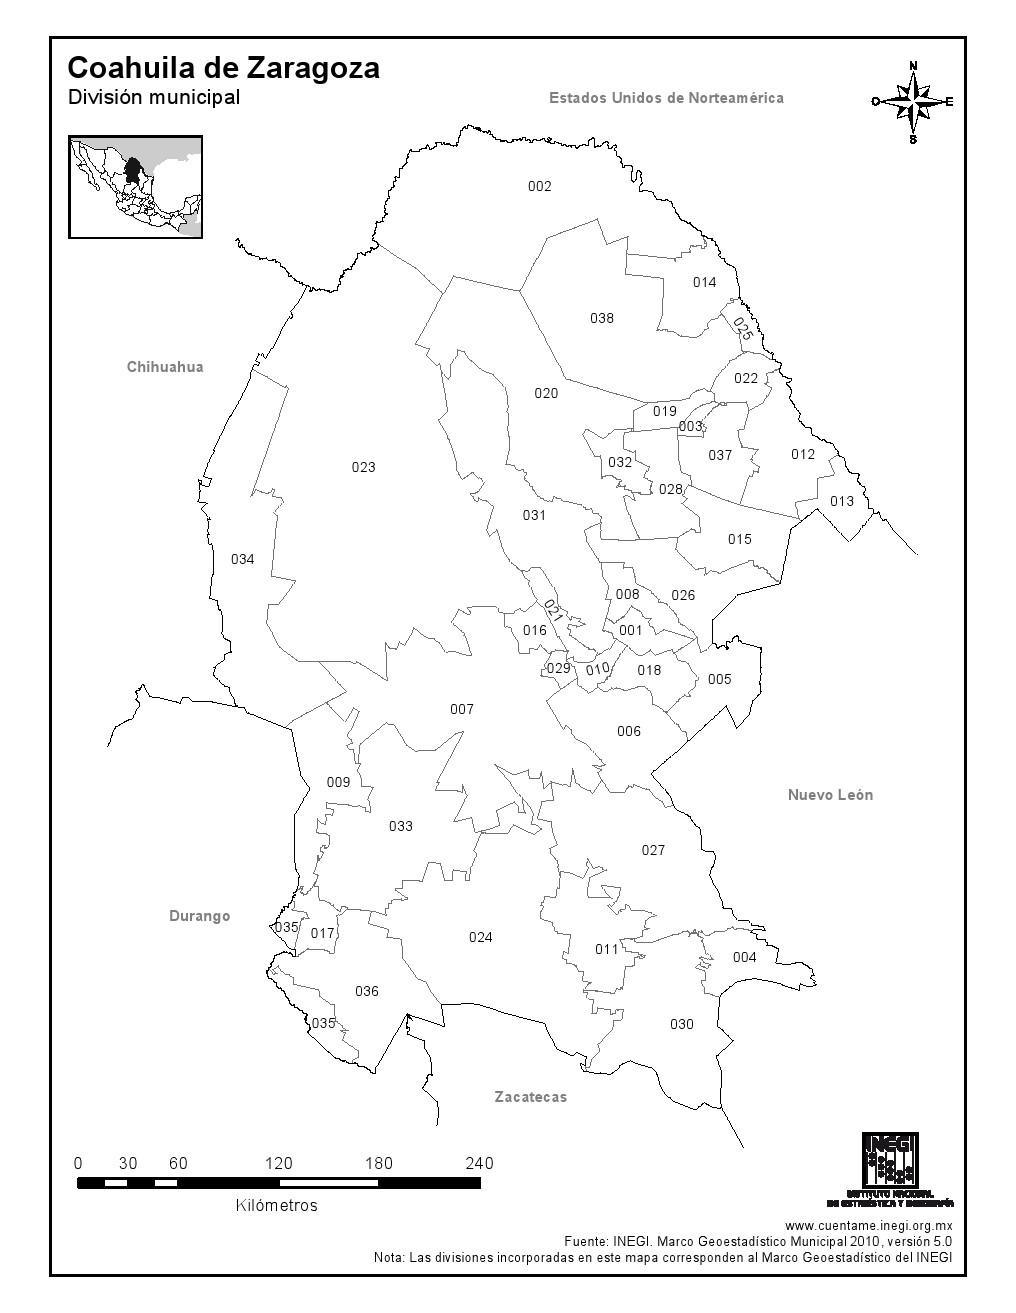 Coahuila de Zaragoza
División municipal
Estados Unidos de Norteamérica
N
O
E
S
002
014
038
025
Chihuahua
022
020
019
003
023
032
037
012
028
013
031
015
034
008
026
021
016
001
029
010
018
005
007
006
009
Nuevo León
033
027
Durango
035
017
024
011
004
036
035
030
Zacatecas
0 30 60 120 180 240
Kilómetros
INEGI
INSTITUTO NACIONAL
DE ESTADÍSTICA Y GEOGRAFÍA
www.cuentame.inegi.org.mx
Fuente: INEGI. Marco Geoestadístico Municipal 2010, versión 5.0
Nota: Las divisiones incorporadas en este mapa corresponden al Marco Geoestadístico del INEGI